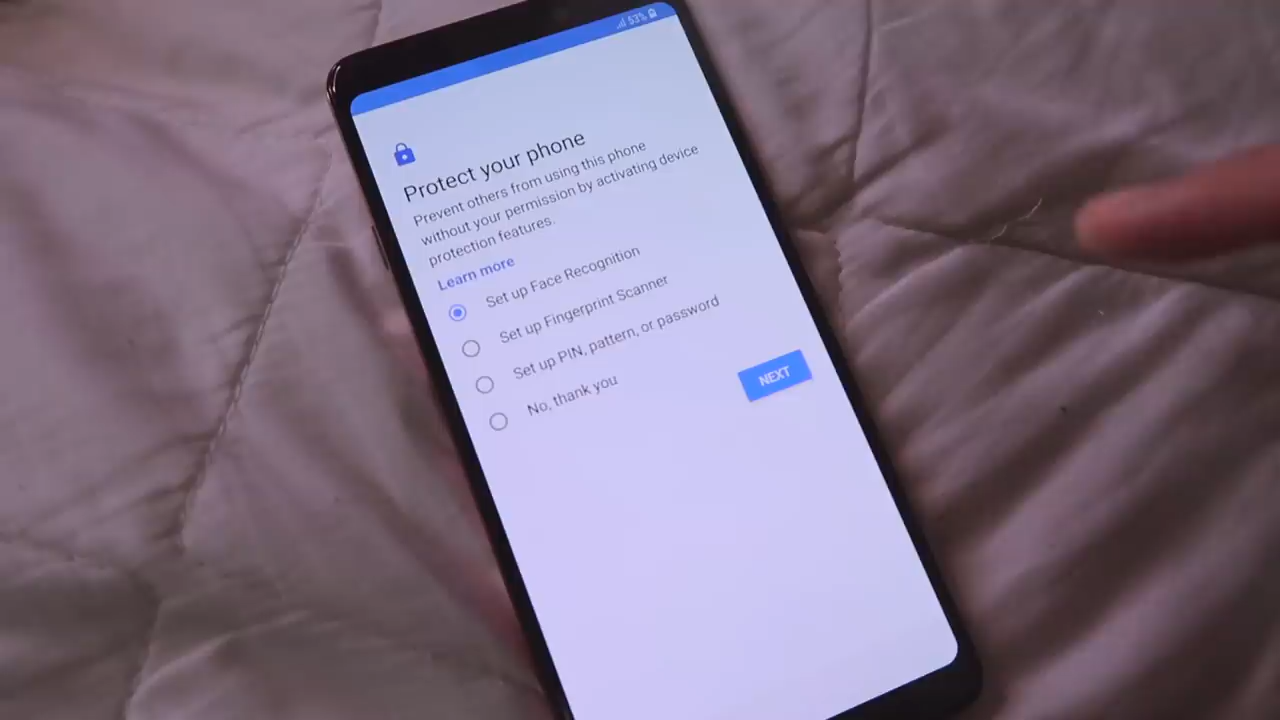 53%
Protect your phone
Prevent others from using this phone
without your permission by activating device
protection features.
Learn more
Set up Face Recognition
Set up Fingerprint Scanner
Set up PIN, pattern, or password
No, thank you
NEXT